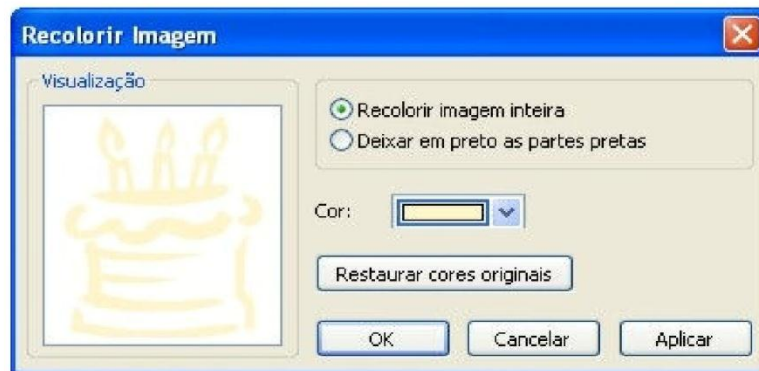 Recolorir Imagem
Visualização
Recolorir imagem inteira
Deixar em preto as partes pretas
Cor:
Restaurar cores originais
OK
Cancelar
Aplicar